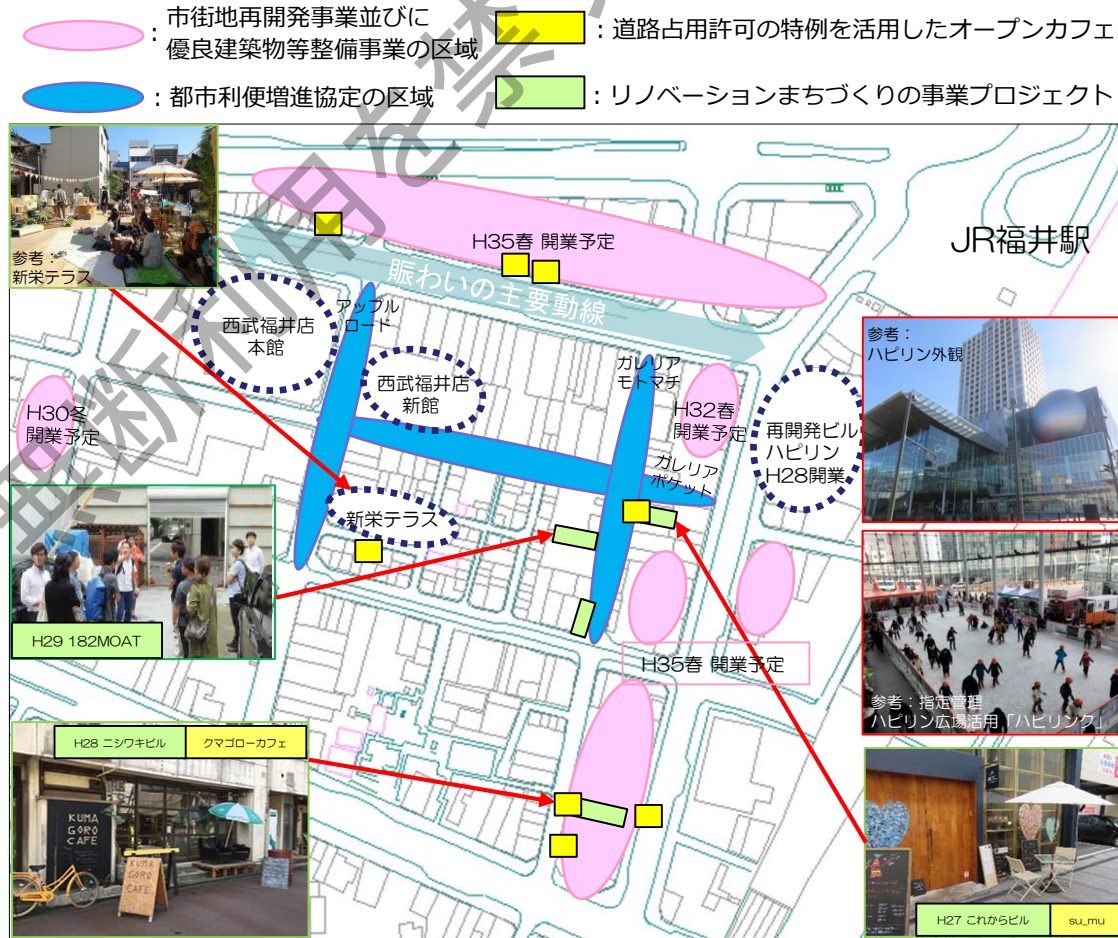 ：市街地再開発事業並びに
優良建築物等整備事業の区域
：道路占用許可の特例を活用したオープンカフェ
：都市利便増進協定の区域
：リノベーションまちづくりの事業プロジェクト
無断利用を禁ず
参考：
新栄テラス
H35春 開業予定
JR福井駅
賑わいの主要動線
西武福井店
本館
アップル
ロード
西武福井店
新館
ガレリア
モトマチ
参考：
ハピリン外観
H30冬
開業予定
H32春
開業予定
再開発ビル
ハピリン
H28開業
ガレリア
ポケット
新栄テラス
H29 182MOAT
H35春 開業予定
参考：指定管理
ハピリン広場活用「ハピリンク」
H28 ニシワキビル
クマゴローカフェ
KUMA
GORO
CAFE
KUMA
GORO
CAFE
H27 これからビル
su_mu